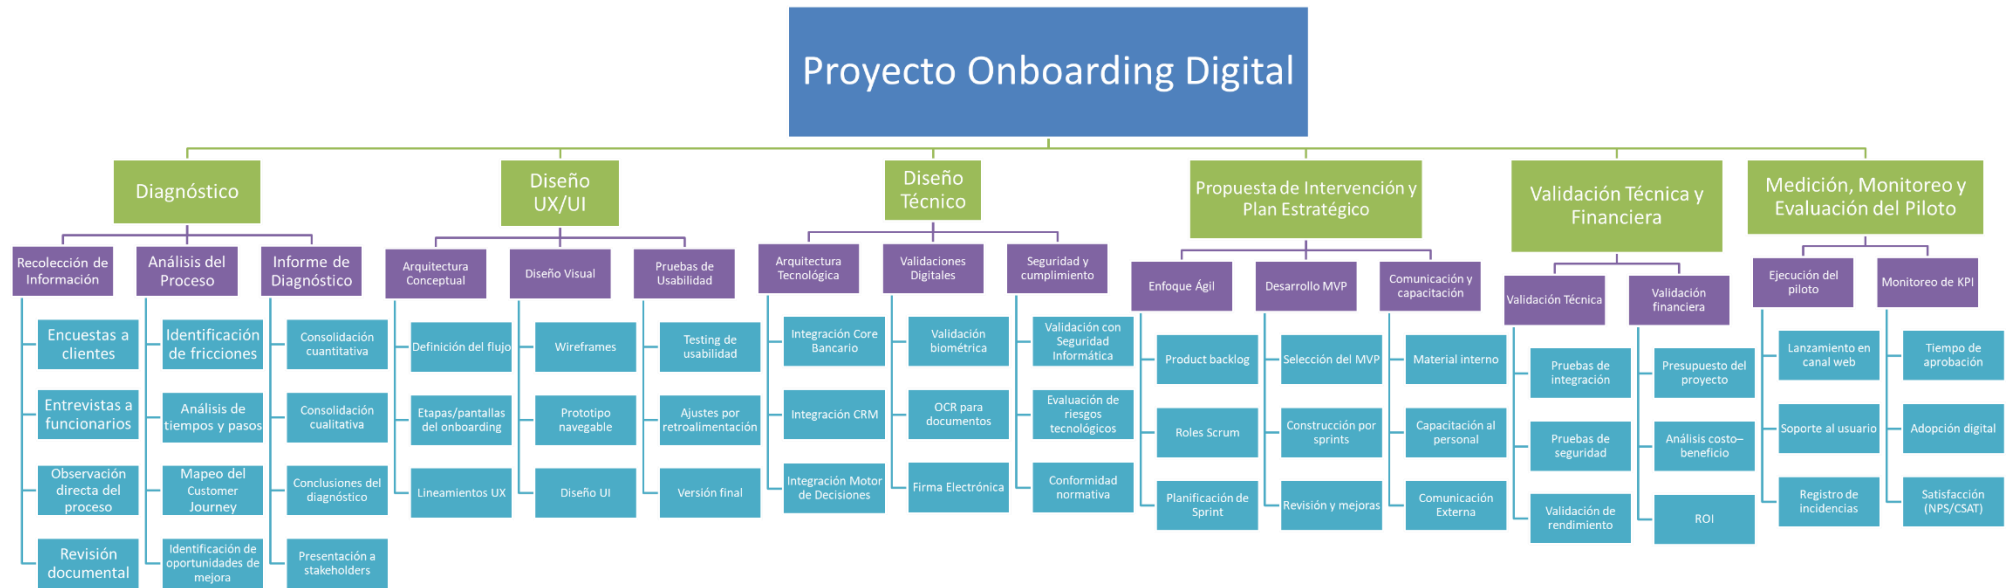 Proyecto Onboarding Digital
Diagnóstico
Recolección de
Información
Encuestas a
clientes
Entrevistas a
funcionarios
Observación
directa del
proceso
Revisión
documental
Análisis del
Proceso
Identificación
de fricciones
Análisis de
tiempos y pasos
Mapeo del
Customer
Journey
Identificación de
oportunidades de
mejora
Informe de
Diagnóstico
Consolidación
cuantitativa
Consolidación
cualitativa
Conclusiones del
diagnóstico
Presentación a
stakeholders
Diseño
UX/UI
Arquitectura
Conceptual
Definición del flujo
Etapas/pantallas
del onboarding
Lineamientos UX
Diseño Visual
Wireframes
Prototipo
navegable
Diseño UI
Pruebas de
Usabilidad
Testing de
usabilidad
Ajustes por
retroalimentación
Versión final
Diseño
Técnico
Arquitectura
Tecnológica
Integración Core
Bancario
Integración CRM
Integración Motor
de Decisiones
Validaciones
Digitales
Validación
biométrica
OCR para
documentos
Firma Electrónica
Seguridad y
cumplimiento
Validación con
Seguridad
Informática
Evaluación de
riesgos
tecnológicos
Conformidad
normativa
Propuesta de Intervención y
Plan Estratégico
Enfoque Ágil
Product backlog
Roles Scrum
Planificación de
Sprint
Desarrollo MVP
Selección del MVP
Construcción por
sprints
Revisión y mejoras
Comunicación y
capacitación
Material interno
Capacitación al
personal
Comunicación
Externa
Validación Técnica y
Financiera
Validación Técnica
Pruebas de
integración
Pruebas de
seguridad
Validación de
rendimiento
Validación
financiera
Presupuesto del
proyecto
Análisis costo–
beneficio
ROI
Medición, Monitoreo y
Evaluación del Piloto
Ejecución del
piloto
Lanzamiento en
canal web
Soporte al usuario
Registro de
incidencias
Monitoreo de KPI
Tiempo de
aprobación
Adopción digital
Satisfacción
(NPS/CSAT)